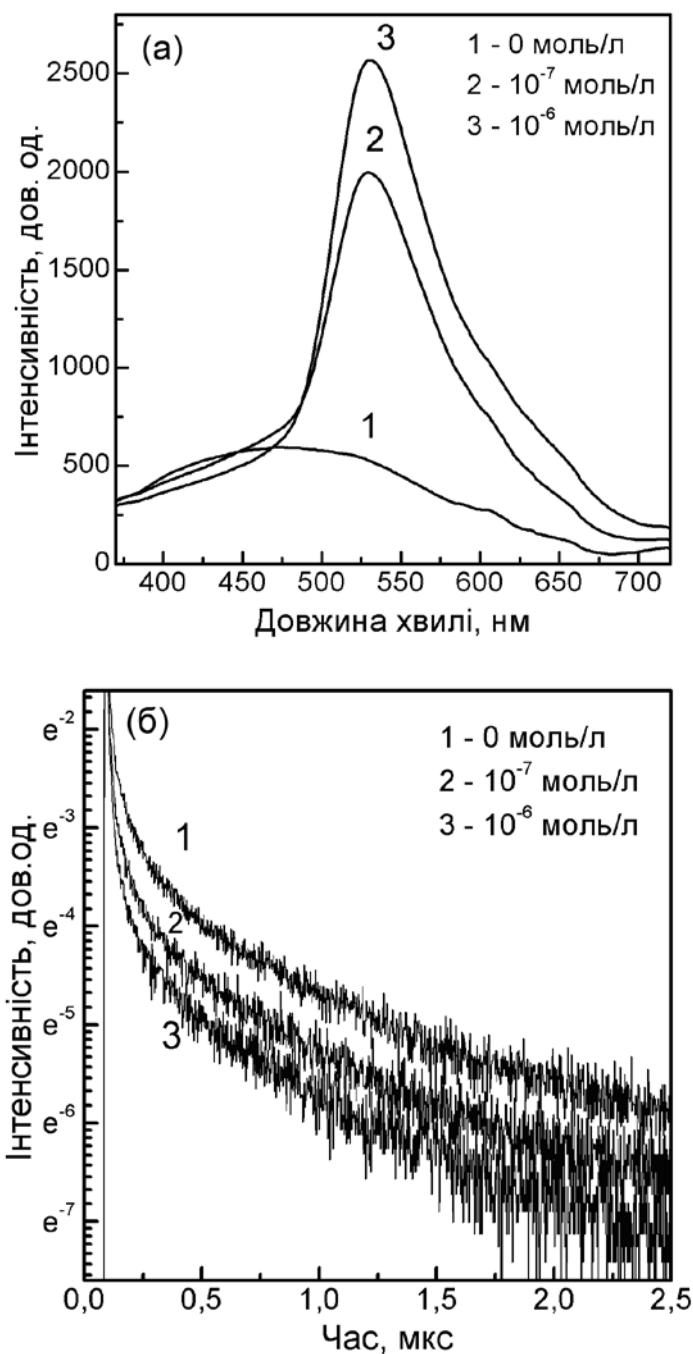 (а)
3
1 - 0 моль/л
2 - 10⁻⁷ моль/л
3 - 10⁻⁶ моль/л
2
1
2500
2000
1500
1000
500
0
Інтенсивність, дов. од.
400 450 500 550 600 650 700
Довжина хвилі, нм
(б)
1 - 0 моль/л
2 - 10⁻⁷ моль/л
3 - 10⁻⁶ моль/л
1
2
3
e⁻²
e⁻³
e⁻⁴
e⁻⁵
e⁻⁶
e⁻⁷
Інтенсивність, дов.од.
0,0 0,5 1,0 1,5 2,0 2,5
Час, мкс